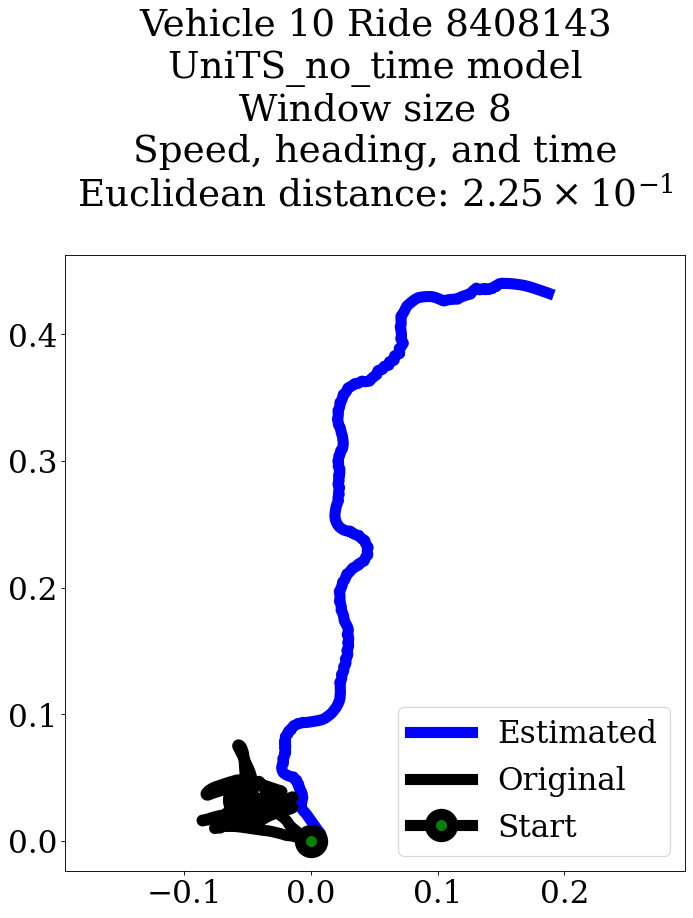 Vehicle 10 Ride 8408143
UniTS_no_time model
Window size 8
Speed, heading, and time
Euclidean distance: 2.25 × 10⁻¹
0.4
0.3
0.2
0.1
0.0
Estimated
Original
Start
−0.1 0.0 0.1 0.2